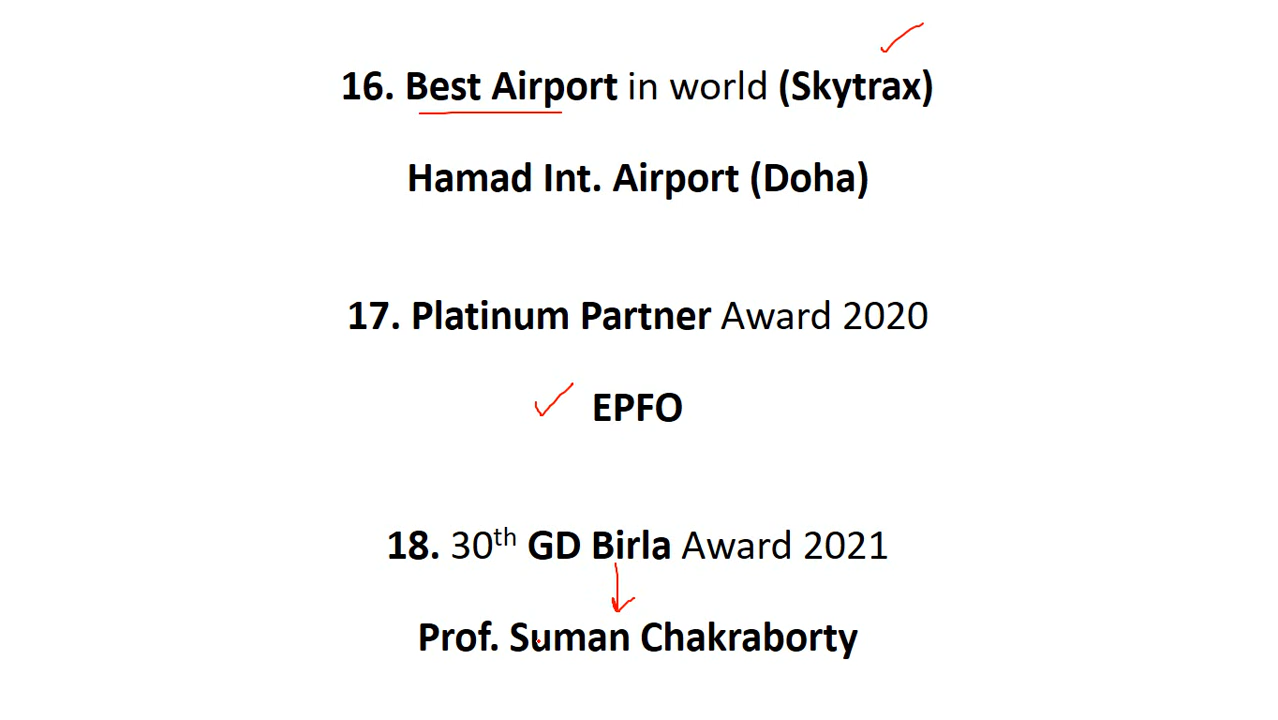 16. Best Airport in world (Skytrax)
Hamad Int. Airport (Doha)
17. Platinum Partner Award 2020
EPFO
18. 30th GD Birla Award 2021
Prof. Suman Chakraborty